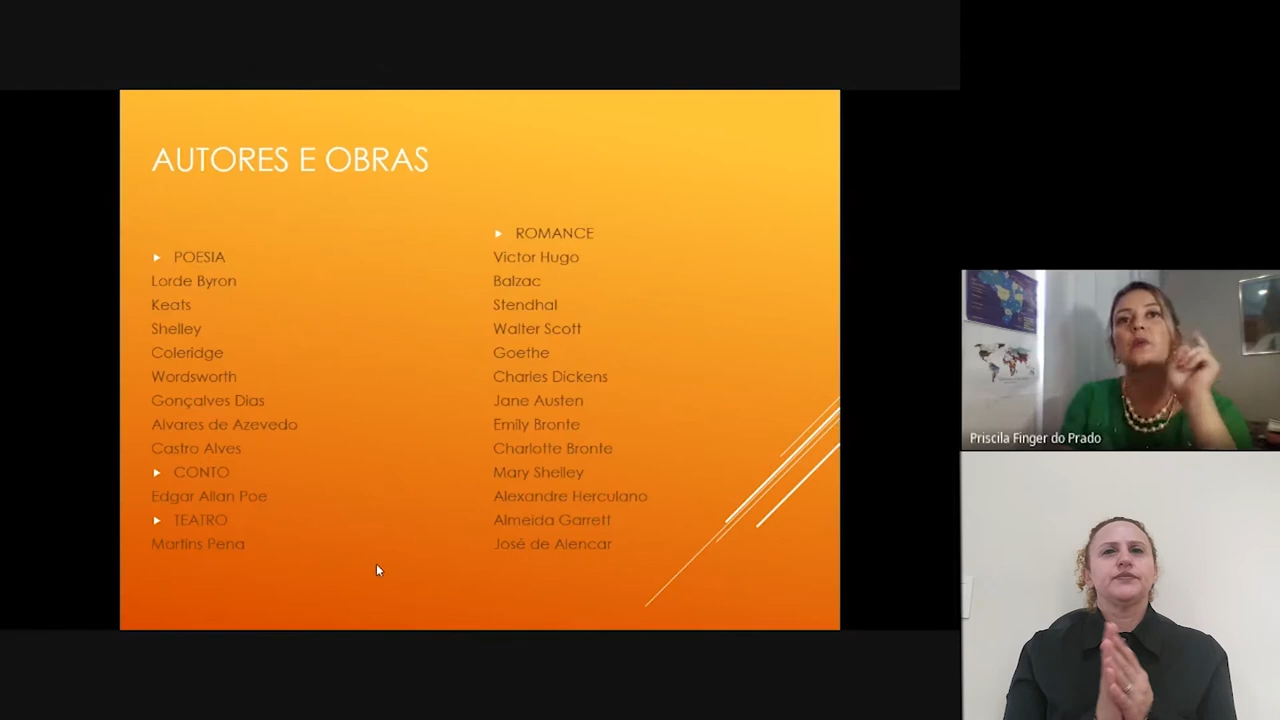 AUTORES E OBRAS
POESIA
Lorde Byron
Keats
Shelley
Coleridge
Wordsworth
Gonçalves Dias
Alvares de Azevedo
Castro Alves
CONTO
Edgar Allan Poe
TEATRO
Martins Pena
ROMANCE
Victor Hugo
Balzac
Stendhal
Walter Scott
Goethe
Charles Dickens
Jane Austen
Emily Bronte
Charlotte Bronte
Mary Shelley
Alexandre Herculano
Almeida Garrett
José de Alencar
Priscila Finger do Prado